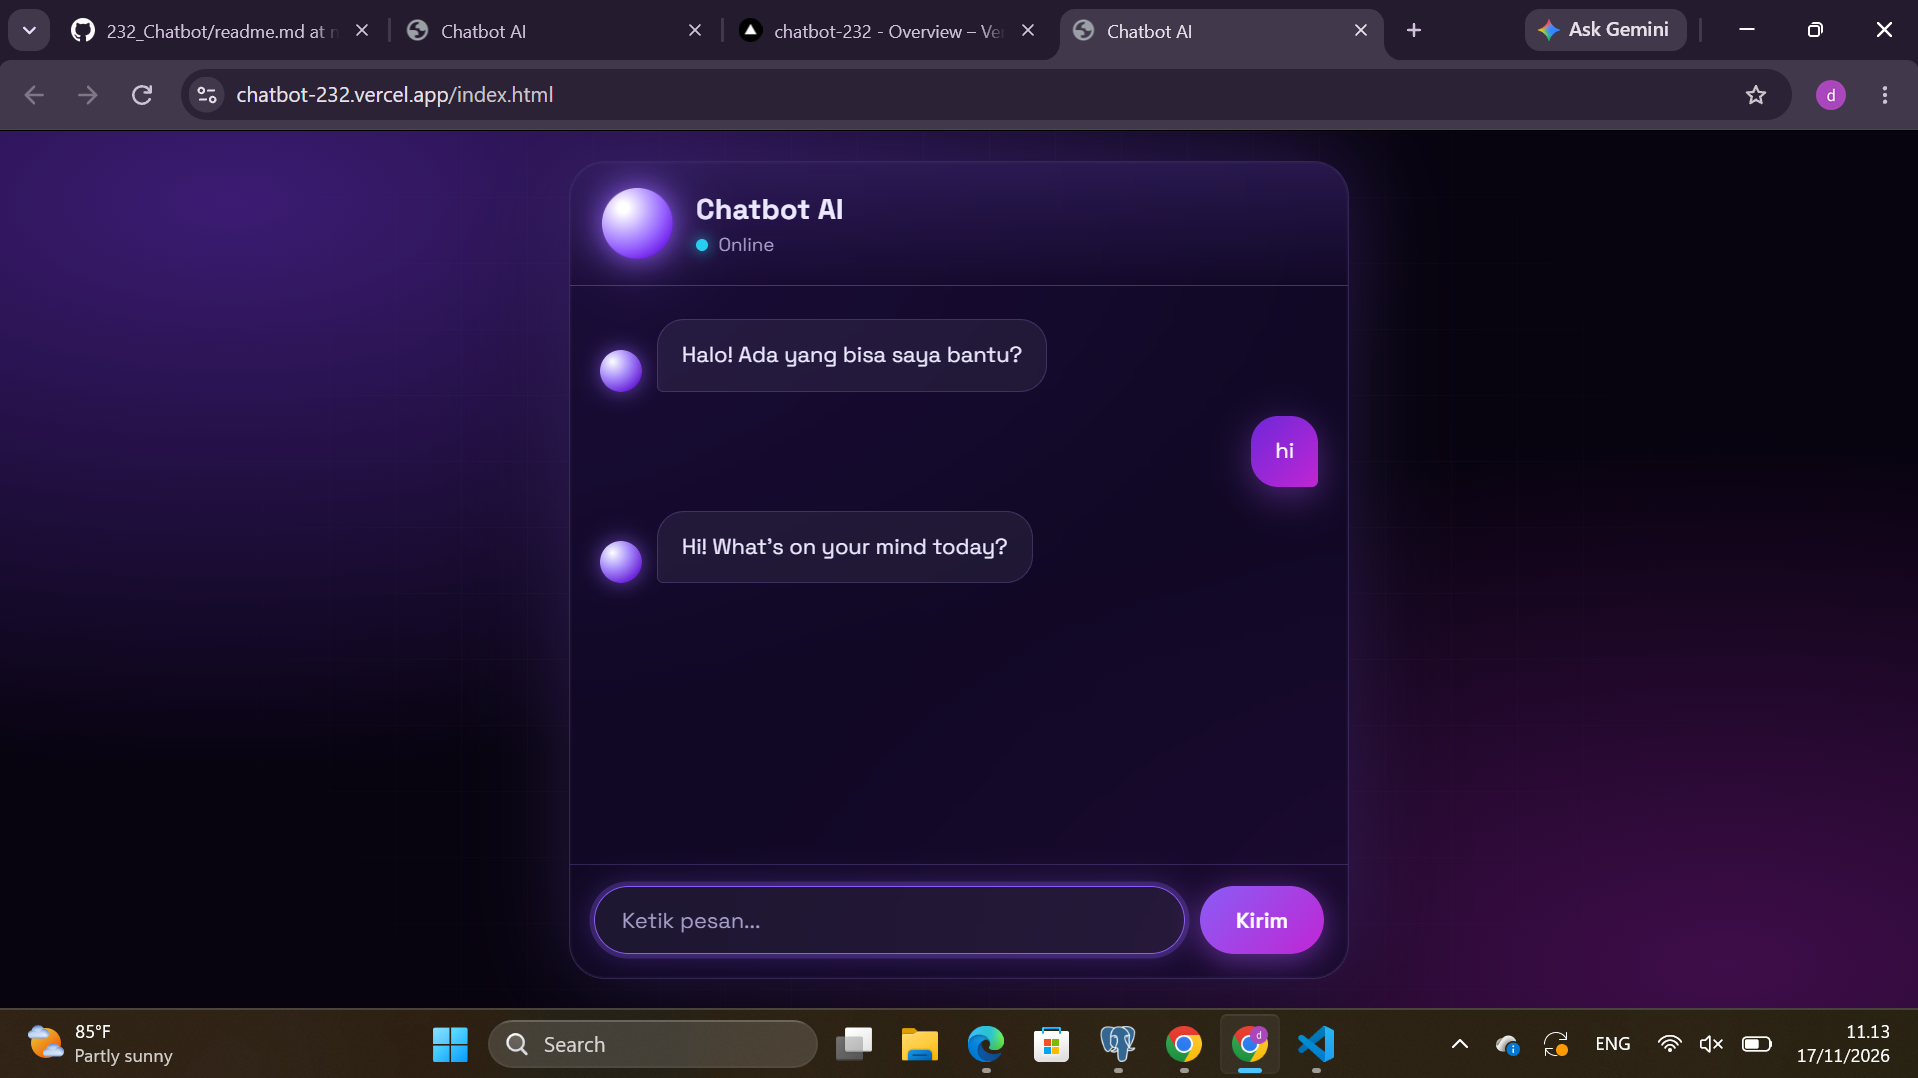 232_Chatbot/readme.md at
Chatbot AI
chatbot-232 - Overview – Ve
Chatbot AI
Ask Gemini
chatbot-232.vercel.app/index.html
d
Chatbot AI
Online
Halo! Ada yang bisa saya bantu?
hi
Hi! What's on your mind today?
Ketik pesan...
Kirim
85°F
Partly sunny
Search
d
ENG
11.13
17/11/2026